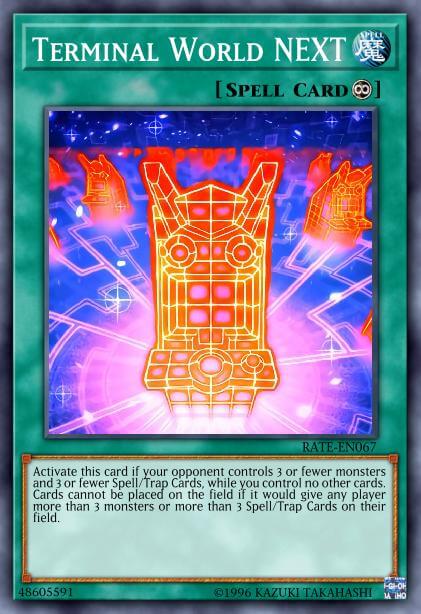 Terminal World NEXT
SPELL
魔
[Spell Card]
RATE-EN067
Activate this card if your opponent controls 3 or fewer monsters
and 3 or fewer Spell/Trap Cards, while you control no other cards.
Cards cannot be placed on the field if it would give any player
more than 3 monsters or more than 3 Spell/Trap Cards on their
field.
48605591
©1996 KAZUKI TAKAHASHI